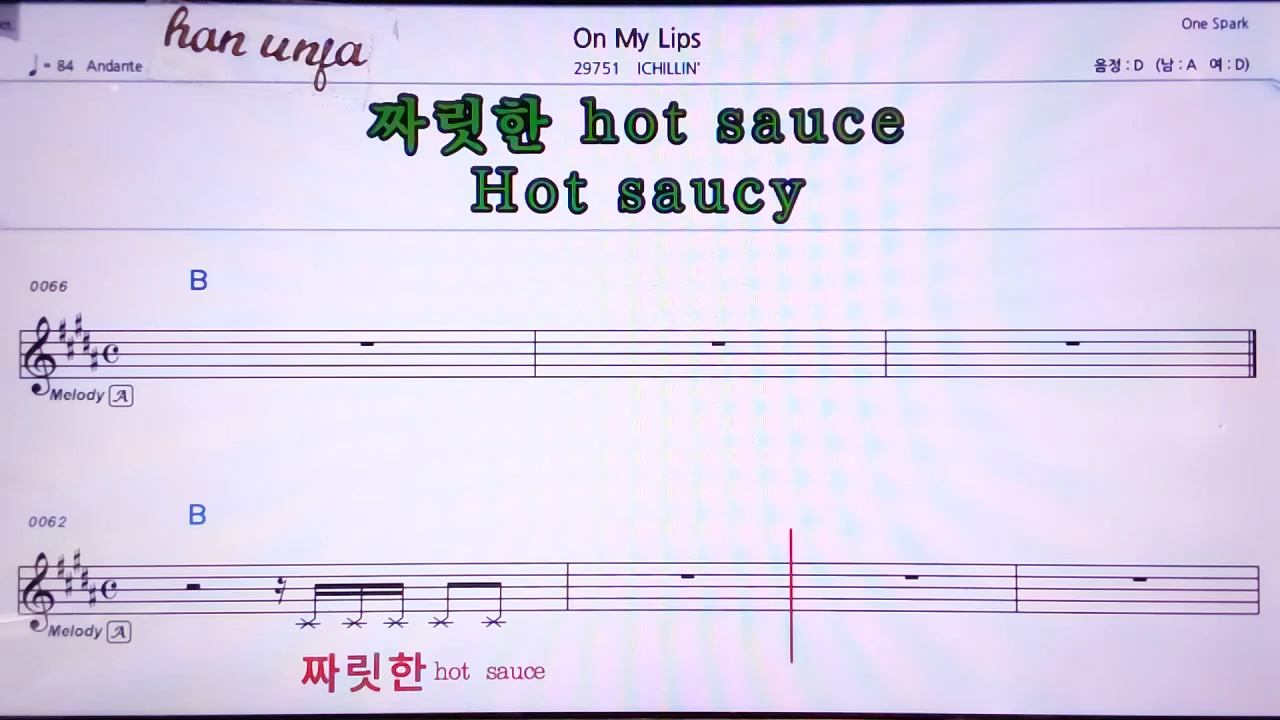 han unfa
On My Lips
One Spark
♩= 84 Andante
29751 ICHILLIN'
음정 : D (남 : A 여 : D)
짜릿한 hot sauce
Hot saucy
0066
B
Melody A
0062
B
Melody A
짜릿한 hot sauce